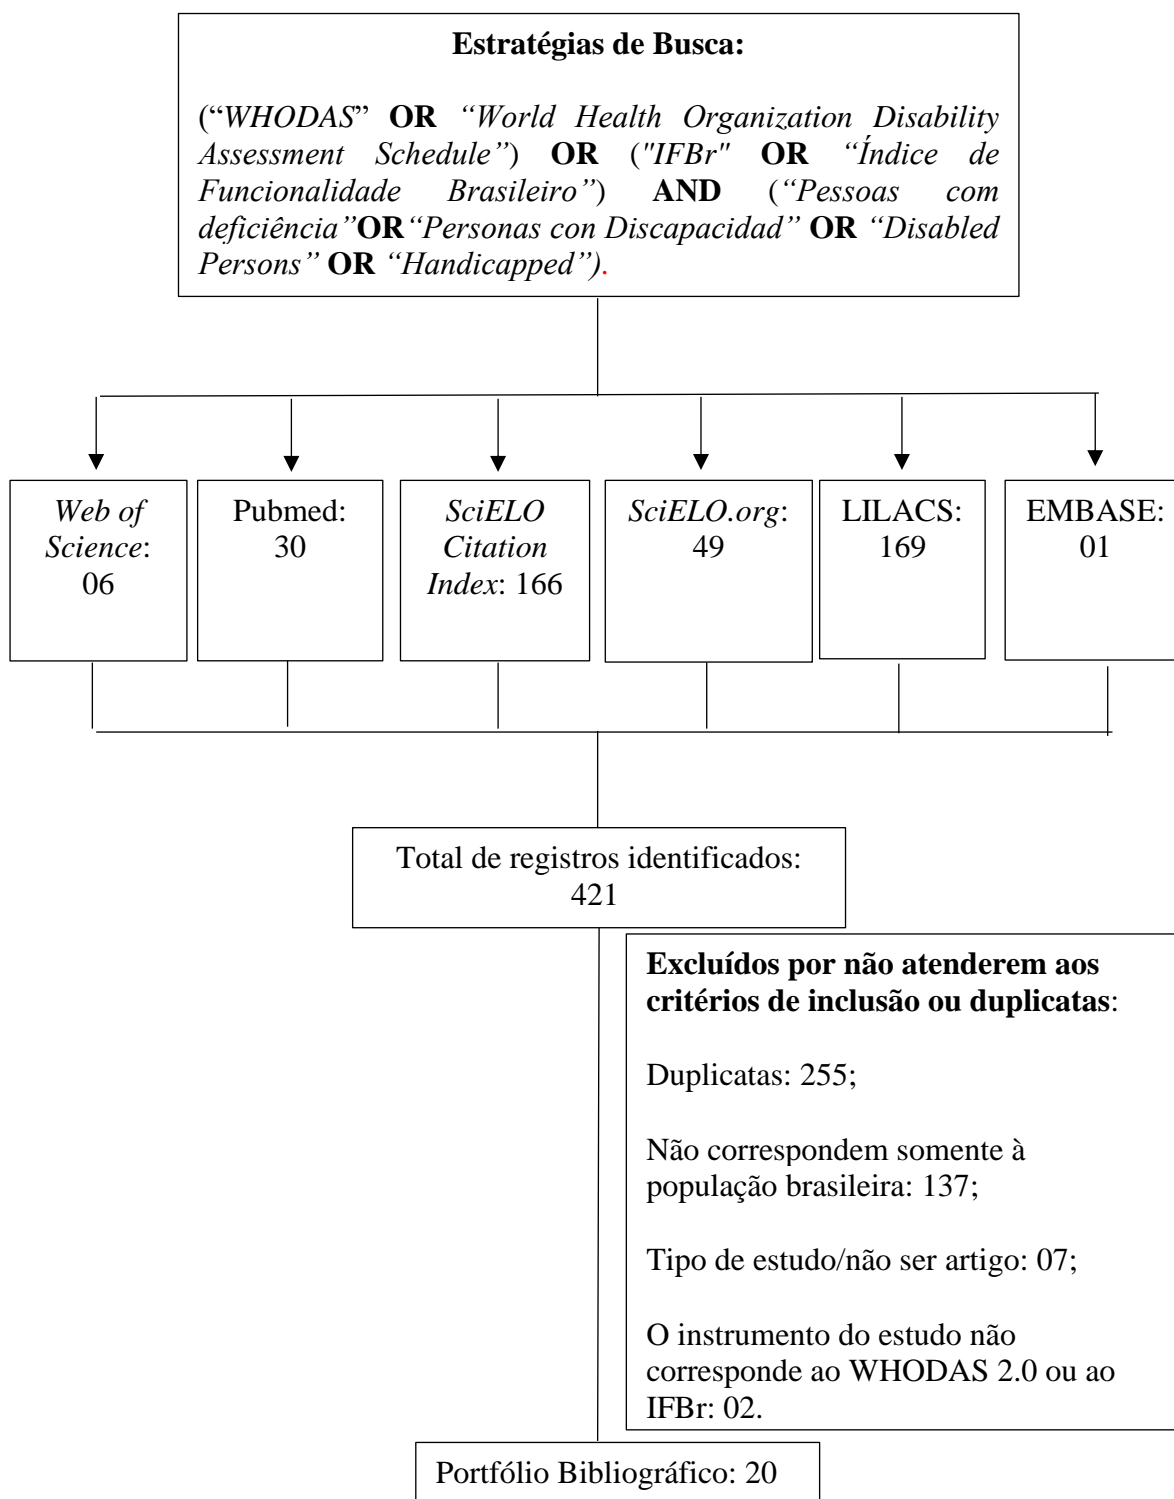 Estratégias de Busca:
(“WHODAS” OR “World Health Organization Disability
Assessment Schedule”) OR ("IFBr" OR “Índice de
Funcionalidade Brasileiro”) AND (“Pessoas com
deficiência”OR“Personas con Discapacidad” OR “Disabled
Persons” OR “Handicapped”).
Web of
Science:
06
Pubmed:
30
SciELO
Citation
Index: 166
SciELO.org:
49
LILACS:
169
EMBASE:
01
Total de registros identificados:
421
Excluídos por não atenderem aos
critérios de inclusão ou duplicatas:
Duplicatas: 255;
Não correspondem somente à
população brasileira: 137;
Tipo de estudo/não ser artigo: 07;
O instrumento do estudo não
corresponde ao WHODAS 2.0 ou ao
IFBr: 02.
Portfólio Bibliográfico: 20